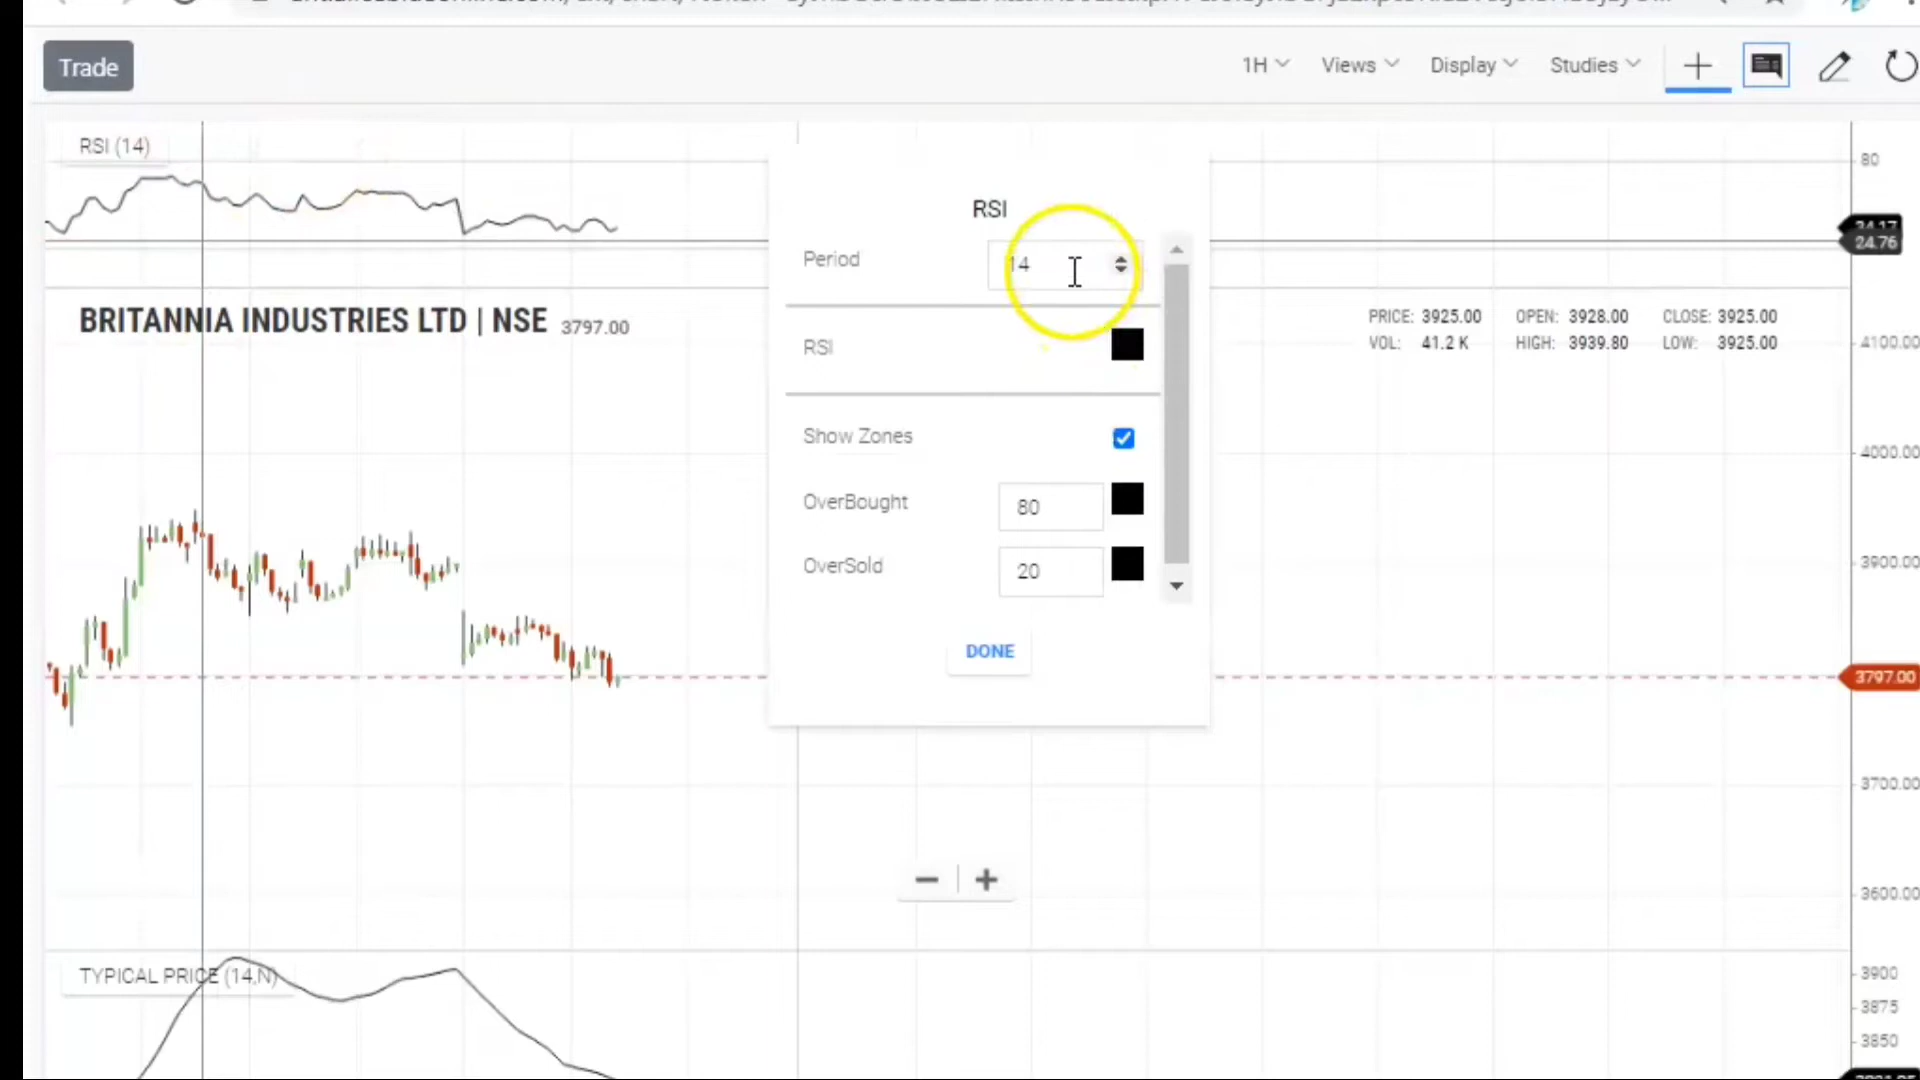 Trade
1H
Views
Display
Studies
RSI (14)
80
24.76
RSI
Period
14
BRITANNIA INDUSTRIES LTD | NSE 3797.00
PRICE: 3925.00 OPEN: 3928.00 CLOSE: 3925.00
VOL: 41.2 K HIGH: 3939.80 LOW: 3925.00
4100.00
RSI
Show Zones
4000.00
OverBought 80
OverSold 20
3900.00
DONE
3797.00
3700.00
3600.00
TYPICAL PRICE (14,N)
3900
3875
3850